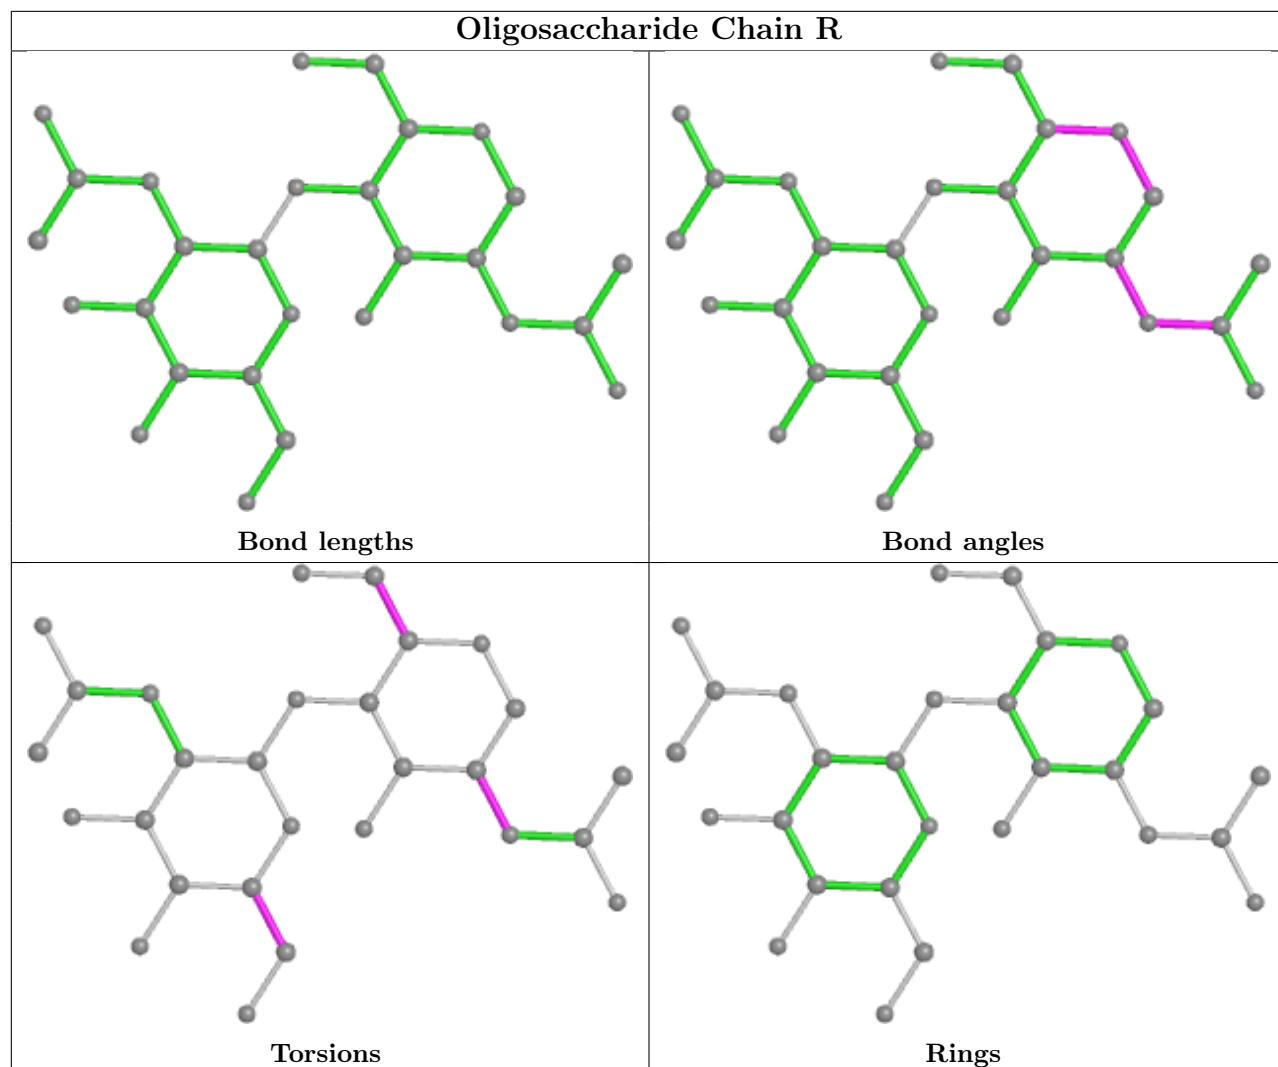 Oligosaccharide Chain R
Bond lengths
Bond angles
Torsions
Rings